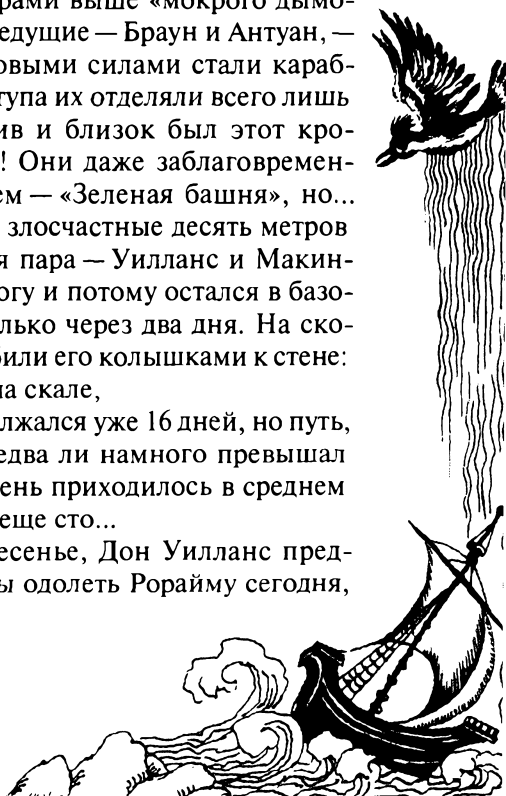 рами выше «мокрого дымо-
едущие — Браун и Антуан, —
овыми силами стали караб-
тупа их отделяли всего лишь
ив и близок был этот кро-
! Они даже заблаговремен-
ем — «Зеленая башня», но...
злосчастные десять метров
я пара — Уилланс и Макин-
огу и потому остался в базо-
лько через два дня. На ско-
били его колышками к стене:
на скале,
лжался уже 16 дней, но путь,
едва ли намного превышал
ень приходилось в среднем
еще сто...
есенье, Дон Уилланс пред-
ы одолеть Рорайму сегодня,